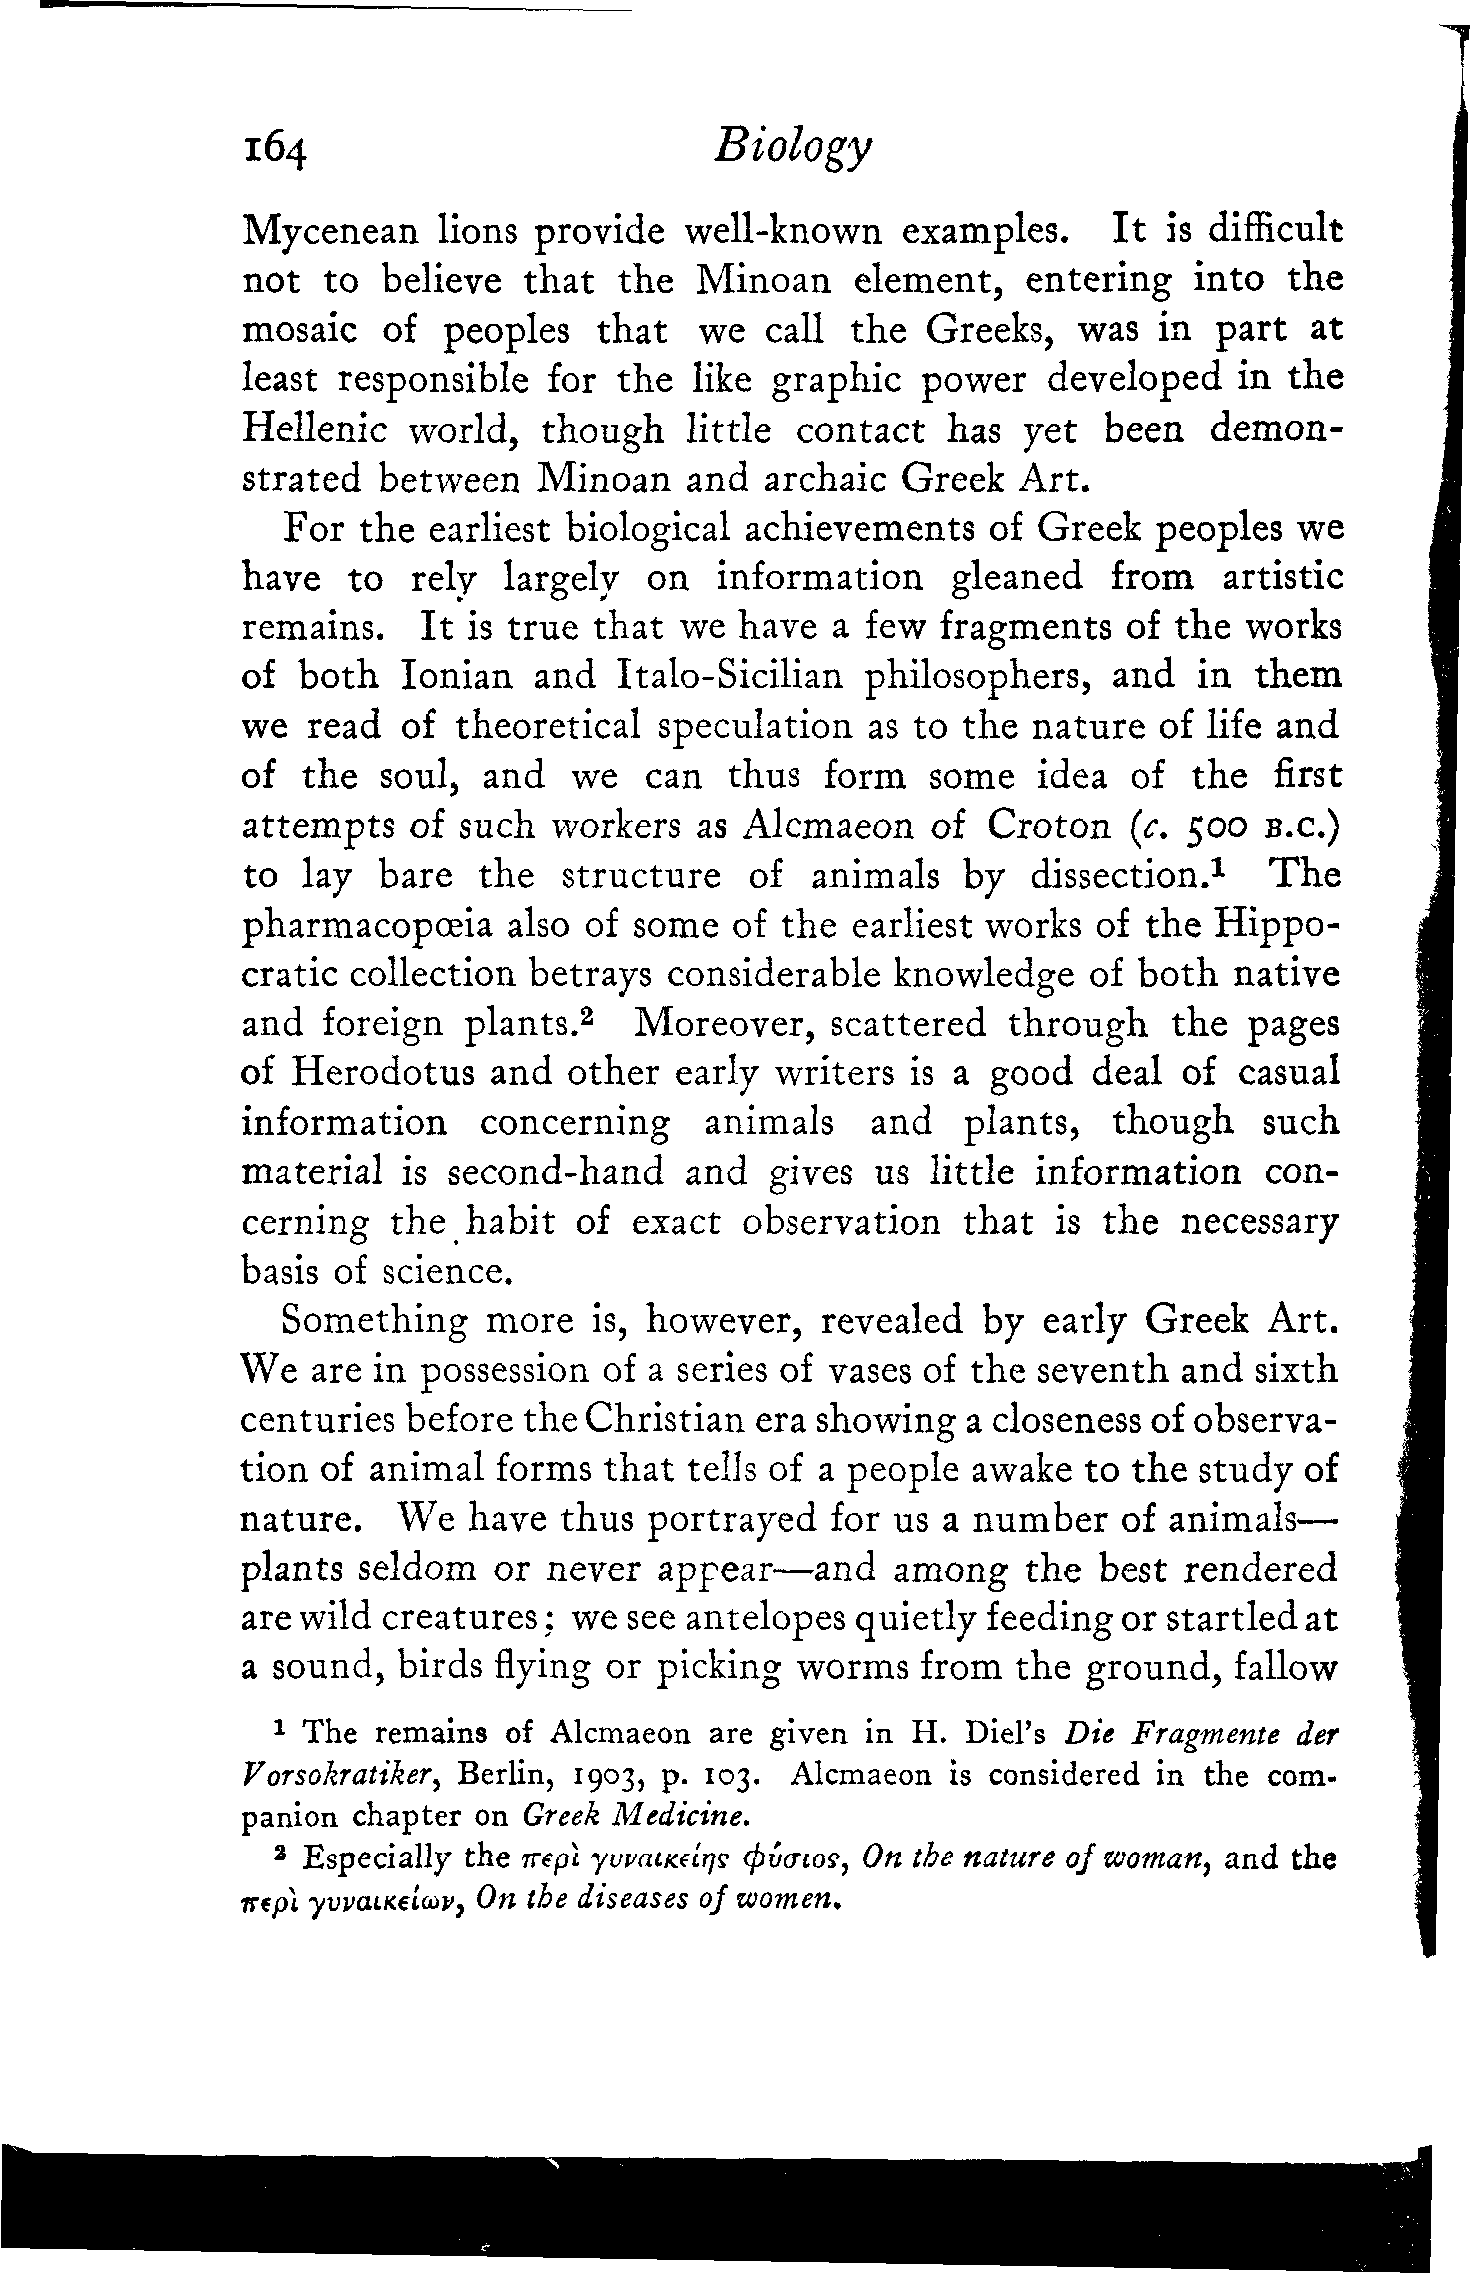 164 Biology
Mycenean lions provide well-known examples. It is difficult
not to believe that the Minoan element, entering into the
mosaic of peoples that we call the Greeks, was in part at
least responsible for the like graphic power developed in the
Hellenic world, though little contact has yet been demon-
strated between Minoan and archaic Greek Art.
For the earliest biological achievements of Greek peoples we
have to rely largely on information gleaned from artistic
remains. It is true that we have a few fragments of the works
of both Ionian and Italo-Sicilian philosophers, and in them
we read of theoretical speculation as to the nature of life and
of the soul, and we can thus form some idea of the first
attempts of such workers as Alcmaeon of Croton (c. 500 B.C.)
to lay bare the structure of animals by dissection.¹ The
pharmacopœia also of some of the earliest works of the Hippo-
cratic collection betrays considerable knowledge of both native
and foreign plants.² Moreover, scattered through the pages
of Herodotus and other early writers is a good deal of casual
information concerning animals and plants, though such
material is second-hand and gives us little information con-
cerning the habit of exact observation that is the necessary
basis of science.
Something more is, however, revealed by early Greek Art.
We are in possession of a series of vases of the seventh and sixth
centuries before the Christian era showing a closeness of observa-
tion of animal forms that tells of a people awake to the study of
nature. We have thus portrayed for us a number of animals—
plants seldom or never appear—and among the best rendered
are wild creatures; we see antelopes quietly feeding or startled at
a sound, birds flying or picking worms from the ground, fallow
¹ The remains of Alcmaeon are given in H. Diel's Die Fragmente der
Vorsokratiker, Berlin, 1903, p. 103. Alcmaeon is considered in the com-
panion chapter on Greek Medicine.
² Especially the περὶ γυναικείης φύσιος, On the nature of woman, and the
περὶ γυναικείων, On the diseases of women.